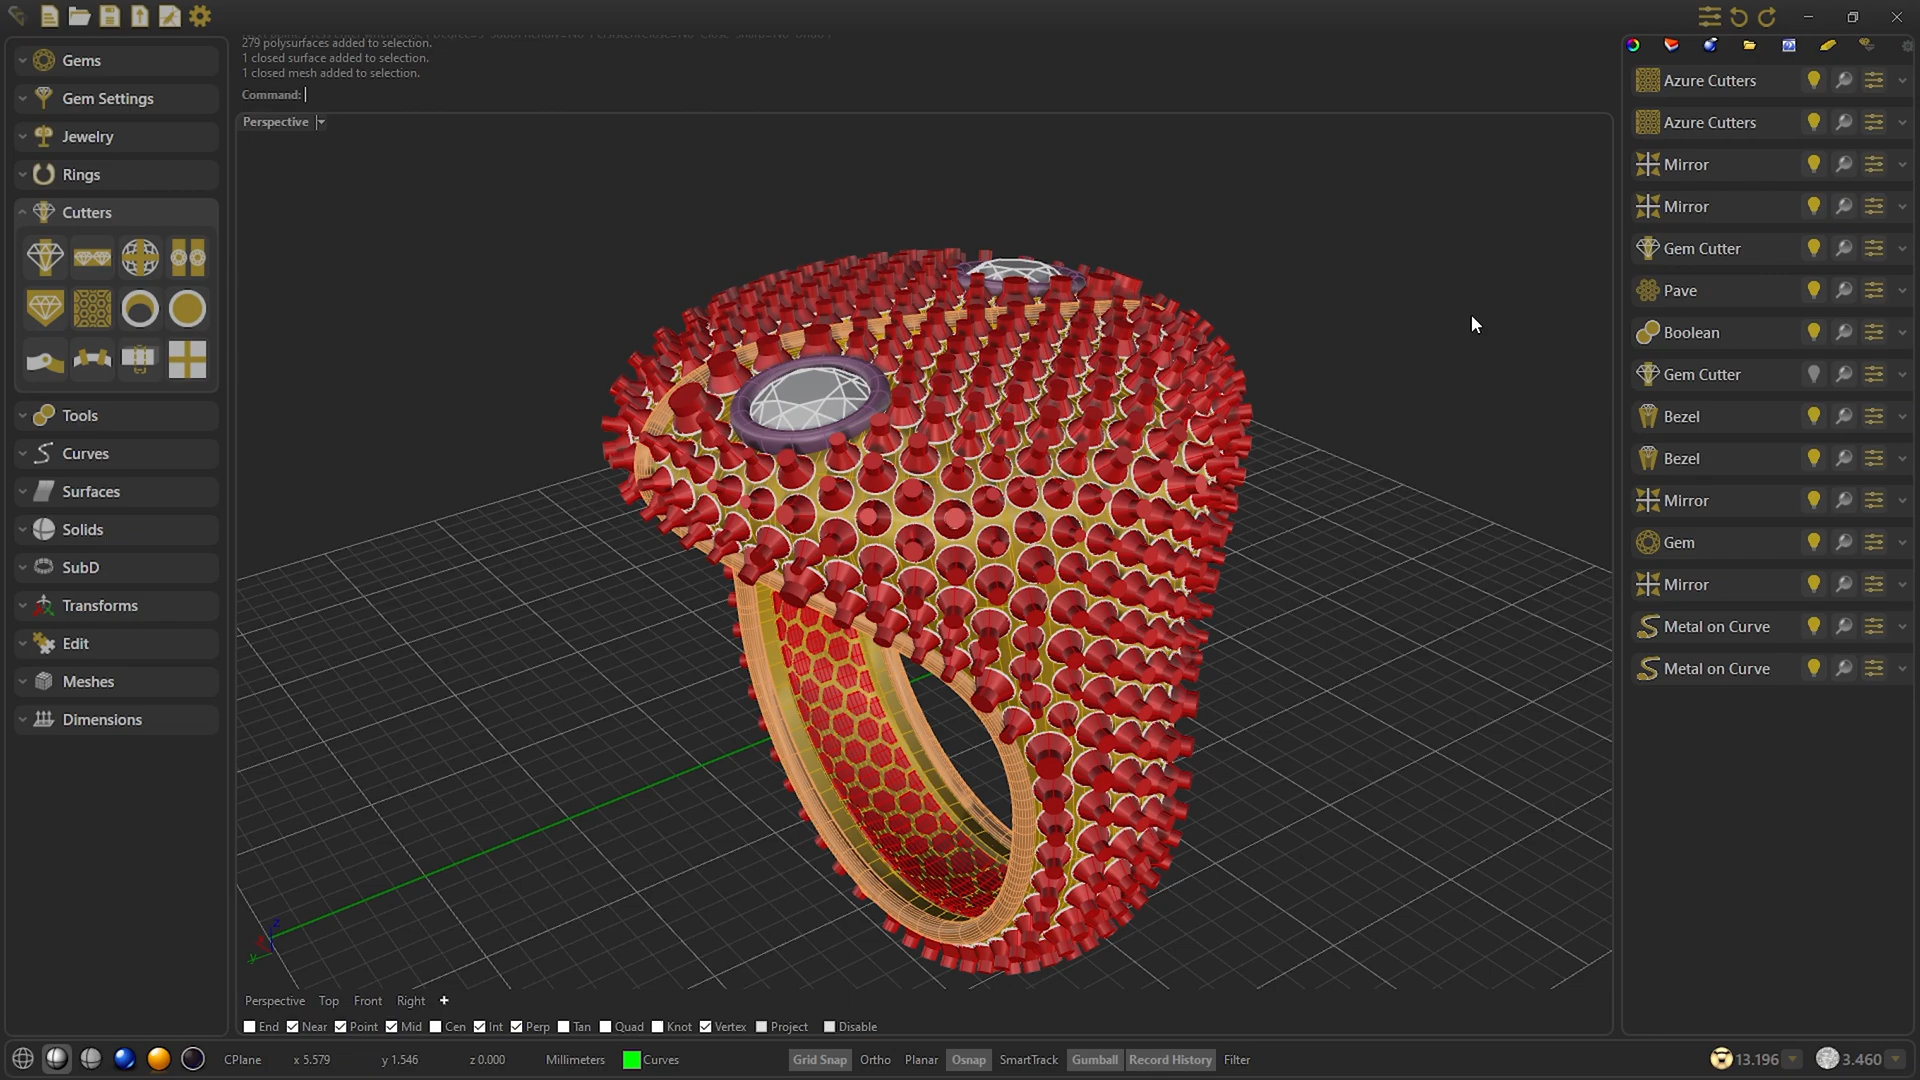 279 polysurfaces added to selection.
1 closed surface added to selection.
1 closed mesh added to selection.
Command:
Perspective
Gems
Gem Settings
Jewelry
Rings
Cutters
Tools
Curves
Surfaces
Solids
SubD
Transforms
Edit
Meshes
Dimensions
Azure Cutters
Azure Cutters
Mirror
Mirror
Gem Cutter
Pave
Boolean
Gem Cutter
Bezel
Bezel
Mirror
Gem
Mirror
Metal on Curve
Metal on Curve
Perspective Top Front Right
End Near Point Mid Cen Int Perp Tan Quad Knot Vertex Project Disable
CPlane x 5.579 y 1.546 z 0.000 Millimeters Curves Grid Snap Ortho Planar Osnap SmartTrack Gumball Record History Filter 13.196 3.460